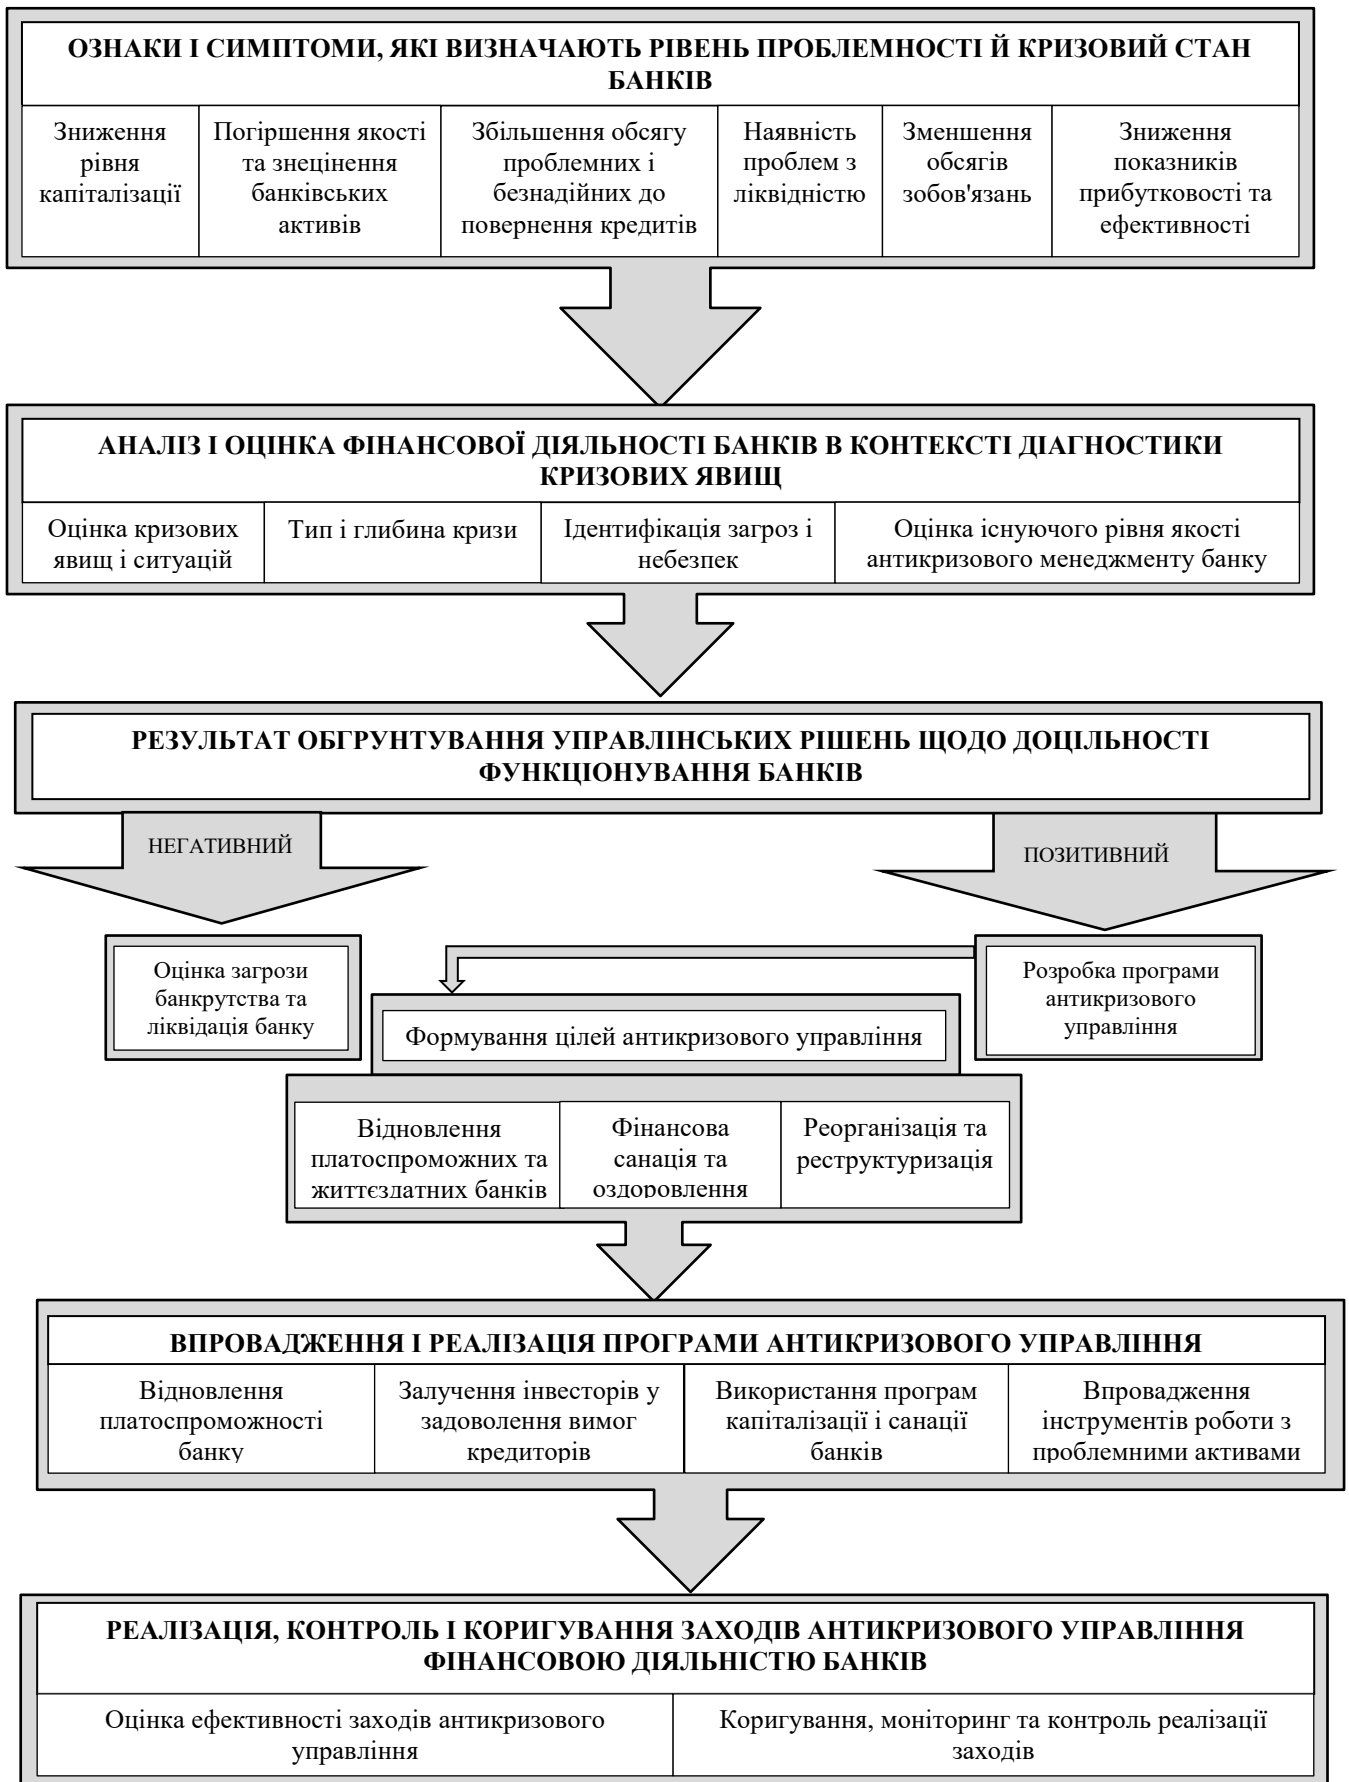 ОЗНАКИ І СИМПТОМИ, ЯКІ ВИЗНАЧАЮТЬ РІВЕНЬ ПРОБЛЕМНОСТІ Й КРИЗОВИЙ СТАН
БАНКІВ
Зниження
рівня
капіталізації
Погіршення якості
та знецінення
банківських
активів
Збільшення обсягу
проблемних і
безнадійних до
повернення кредитів
Наявність
проблем з
ліквідністю
Зменшення
обсягів
зобов'язань
Зниження
показників
прибутковості та
ефективності
АНАЛІЗ І ОЦІНКА ФІНАНСОВОЇ ДІЯЛЬНОСТІ БАНКІВ В КОНТЕКСТІ ДІАГНОСТИКИ
КРИЗОВИХ ЯВИЩ
Оцінка кризових
явищ і ситуацій
Тип і глибина кризи
Ідентифікація загроз і
небезпек
Оцінка існуючого рівня якості
антикризового менеджменту банку
РЕЗУЛЬТАТ ОБГРУНТУВАННЯ УПРАВЛІНСЬКИХ РІШЕНЬ ЩОДО ДОЦІЛЬНОСТІ
ФУНКЦІОНУВАННЯ БАНКІВ
НЕГАТИВНИЙ
ПОЗИТИВНИЙ
Оцінка загрози
банкрутства та
ліквідація банку
Розробка програми
антикризового
управління
Формування цілей антикризового управління
Відновлення
платоспроможних та
життєздатних банків
Фінансова
санація та
оздоровлення
Реорганізація та
реструктуризація
ВПРОВАДЖЕННЯ І РЕАЛІЗАЦІЯ ПРОГРАМИ АНТИКРИЗОВОГО УПРАВЛІННЯ
Відновлення
платоспроможності
банку
Залучення інвесторів у
задоволення вимог
кредиторів
Використання програм
капіталізації і санації
банків
Впровадження
інструментів роботи з
проблемними активами
РЕАЛІЗАЦІЯ, КОНТРОЛЬ І КОРИГУВАННЯ ЗАХОДІВ АНТИКРИЗОВОГО УПРАВЛІННЯ
ФІНАНСОВОЮ ДІЯЛЬНІСТЮ БАНКІВ
Оцінка ефективності заходів антикризового
управління
Коригування, моніторинг та контроль реалізації
заходів